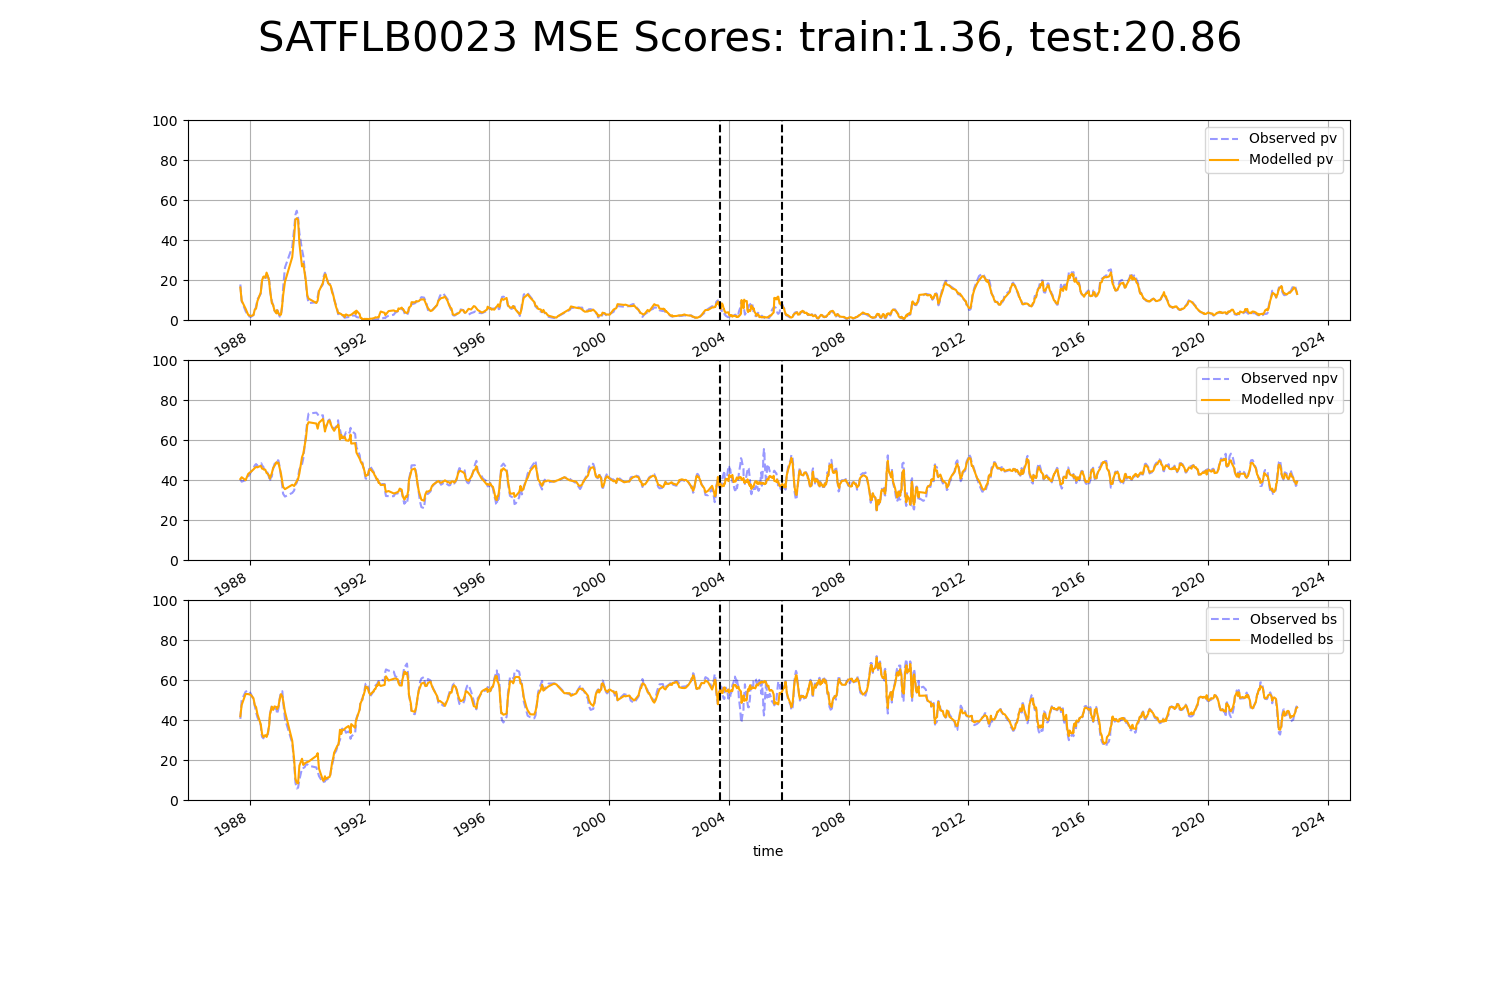 SATFLB0023 MSE Scores: train:1.36, test:20.86
100
80
60
40
20
0
Observed pv
Modelled pv
1988 1992 1996 2000 2004 2008 2012 2016 2020 2024
100
80
60
40
20
0
Observed npv
Modelled npv
1988 1992 1996 2000 2004 2008 2012 2016 2020 2024
100
80
60
40
20
0
Observed bs
Modelled bs
1988 1992 1996 2000 2004 2008 2012 2016 2020 2024
time